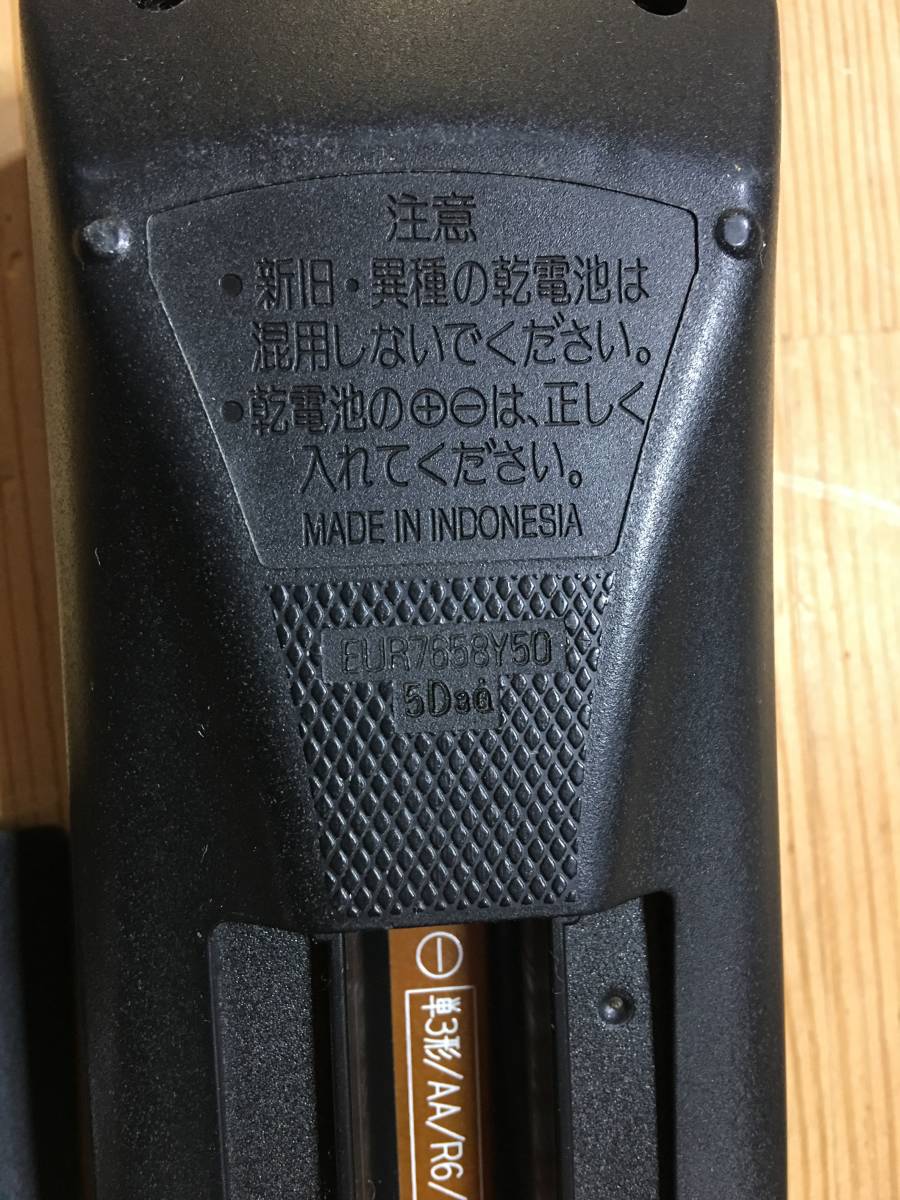 注意
・新旧・異種の乾電池は
混用しないでください。
・乾電池の⊕⊖は、正しく
入れてください。
MADE IN INDONESIA
EUR7658Y50
⊖ 単3形/AA/R6/